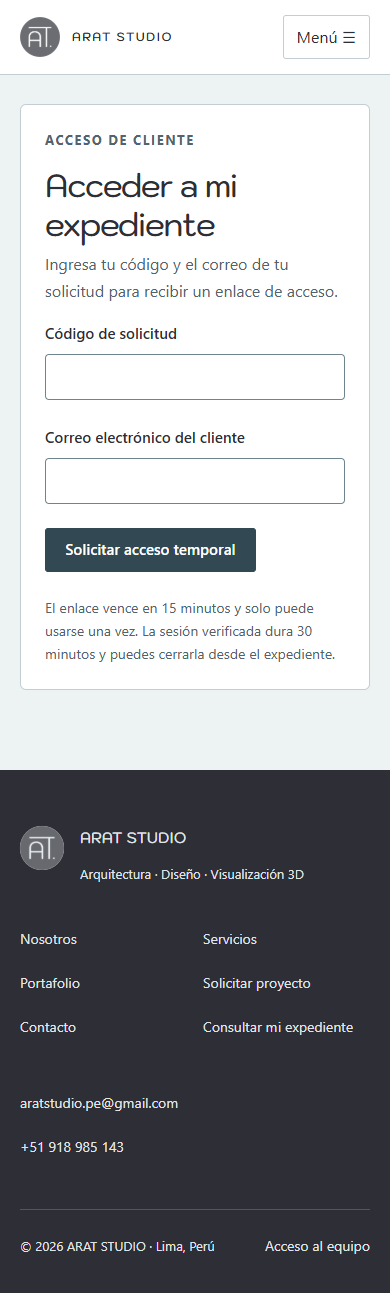 AT.
ARAT STUDIO
Menú ☰
ACCESO DE CLIENTE
Acceder a mi
expediente
Ingresa tu código y el correo de tu
solicitud para recibir un enlace de acceso.
Código de solicitud
Correo electrónico del cliente
Solicitar acceso temporal
El enlace vence en 15 minutos y solo puede
usarse una vez. La sesión verificada dura 30
minutos y puedes cerrarla desde el expediente.
AT.
ARAT STUDIO
Arquitectura · Diseño · Visualización 3D
Nosotros
Servicios
Portafolio
Solicitar proyecto
Contacto
Consultar mi expediente
aratstudio.pe@gmail.com
+51 918 985 143
© 2026 ARAT STUDIO · Lima, Perú
Acceso al equipo